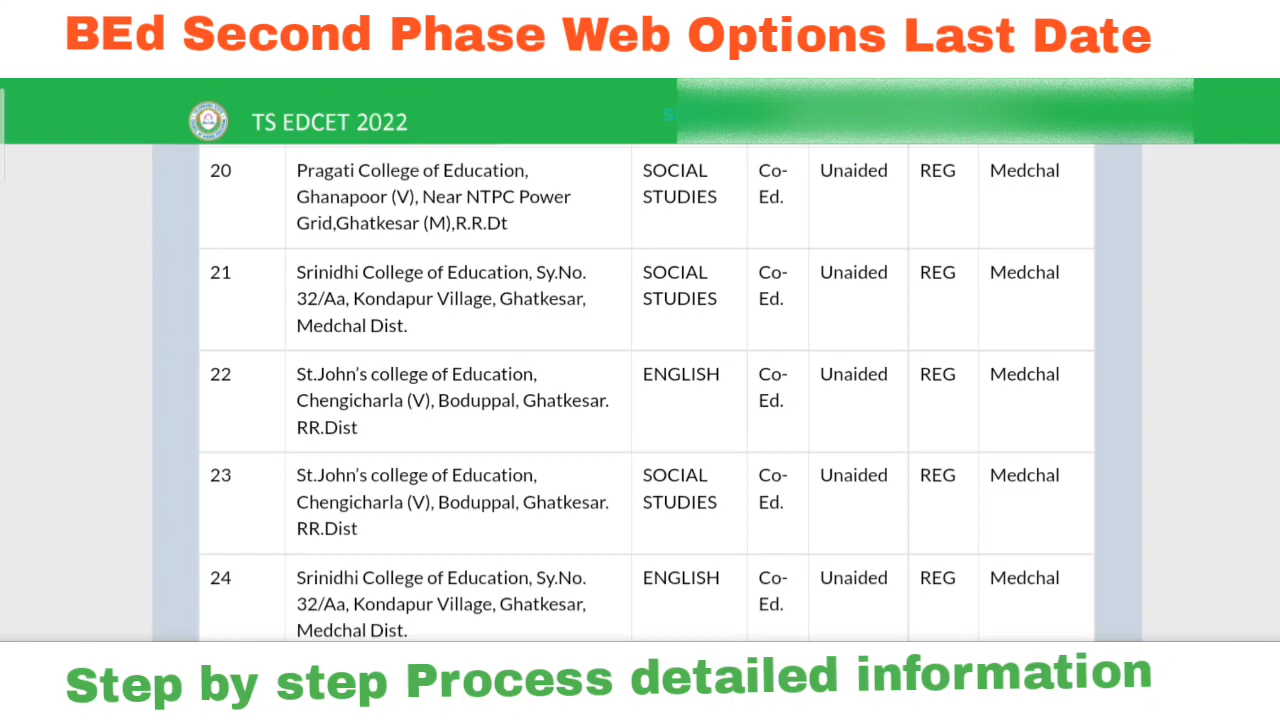 BEd Second Phase Web Options Last Date
TS EDCET 2022
20 Pragati College of Education, SOCIAL Co- Unaided REG Medchal
Ghanapoor (V), Near NTPC Power STUDIES Ed.
Grid,Ghatkesar (M),R.R.Dt
21 Srinidhi College of Education, Sy.No. SOCIAL Co- Unaided REG Medchal
32/Aa, Kondapur Village, Ghatkesar, STUDIES Ed.
Medchal Dist.
22 St.John’s college of Education, ENGLISH Co- Unaided REG Medchal
Chengicharla (V), Boduppal, Ghatkesar. Ed.
RR.Dist
23 St.John’s college of Education, SOCIAL Co- Unaided REG Medchal
Chengicharla (V), Boduppal, Ghatkesar. STUDIES Ed.
RR.Dist
24 Srinidhi College of Education, Sy.No. ENGLISH Co- Unaided REG Medchal
32/Aa, Kondapur Village, Ghatkesar, Ed.
Medchal Dist.
Step by step Process detailed information